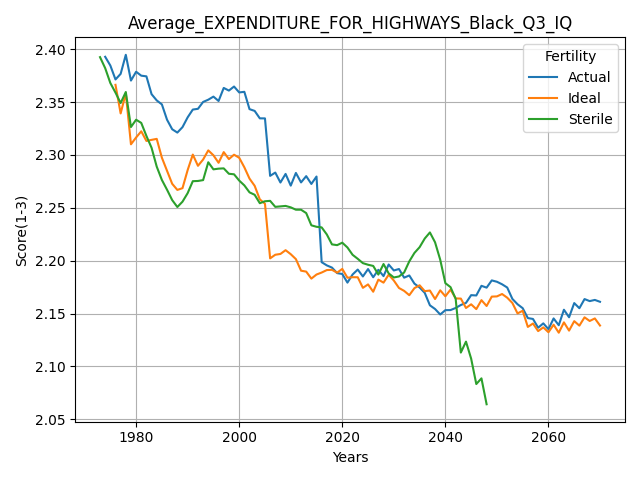 Average_EXPENDITURE_FOR_HIGHWAYS_Black_Q3_IQ
Fertility
Actual
Ideal
Sterile
Score(1-3)
2.40
2.35
2.30
2.25
2.20
2.15
2.10
2.05
1980 2000 2020 2040 2060
Years